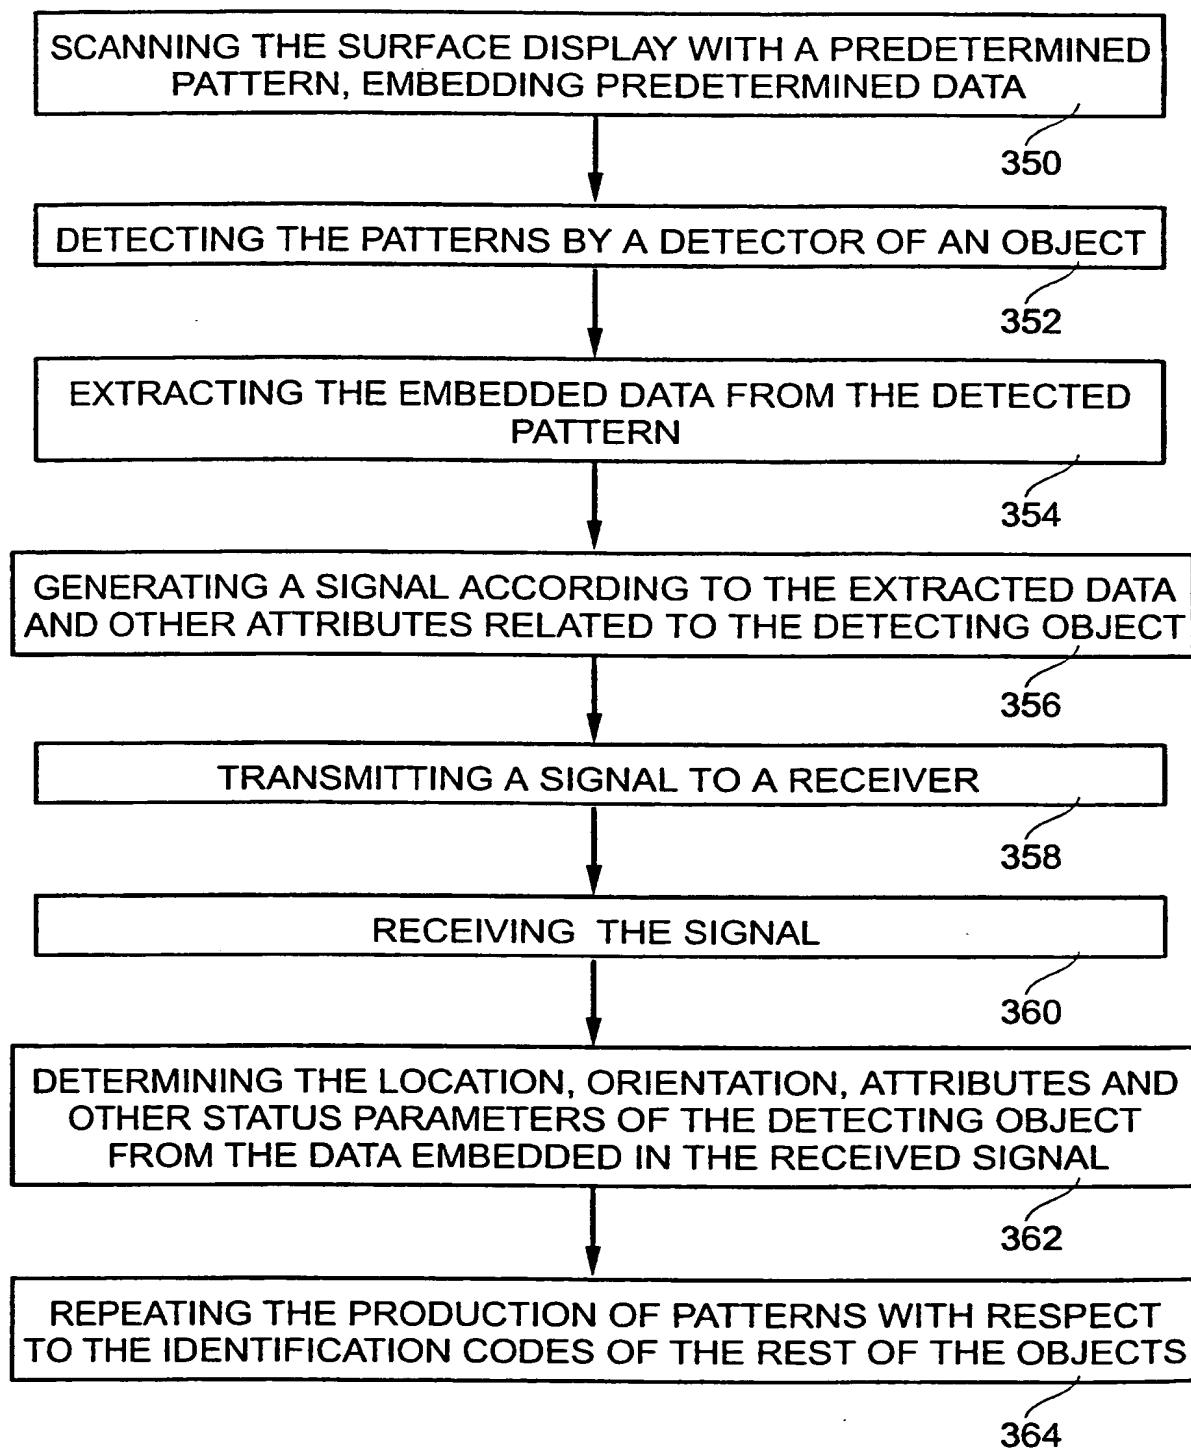 SCANNING THE SURFACE DISPLAY WITH A PREDETERMINED
PATTERN, EMBEDDING PREDETERMINED DATA
350
DETECTING THE PATTERNS BY A DETECTOR OF AN OBJECT
352
EXTRACTING THE EMBEDDED DATA FROM THE DETECTED
PATTERN
354
GENERATING A SIGNAL ACCORDING TO THE EXTRACTED DATA
AND OTHER ATTRIBUTES RELATED TO THE DETECTING OBJECT
356
TRANSMITTING A SIGNAL TO A RECEIVER
358
RECEIVING THE SIGNAL
360
DETERMINING THE LOCATION, ORIENTATION, ATTRIBUTES AND
OTHER STATUS PARAMETERS OF THE DETECTING OBJECT
FROM THE DATA EMBEDDED IN THE RECEIVED SIGNAL
362
REPEATING THE PRODUCTION OF PATTERNS WITH RESPECT
TO THE IDENTIFICATION CODES OF THE REST OF THE OBJECTS
364